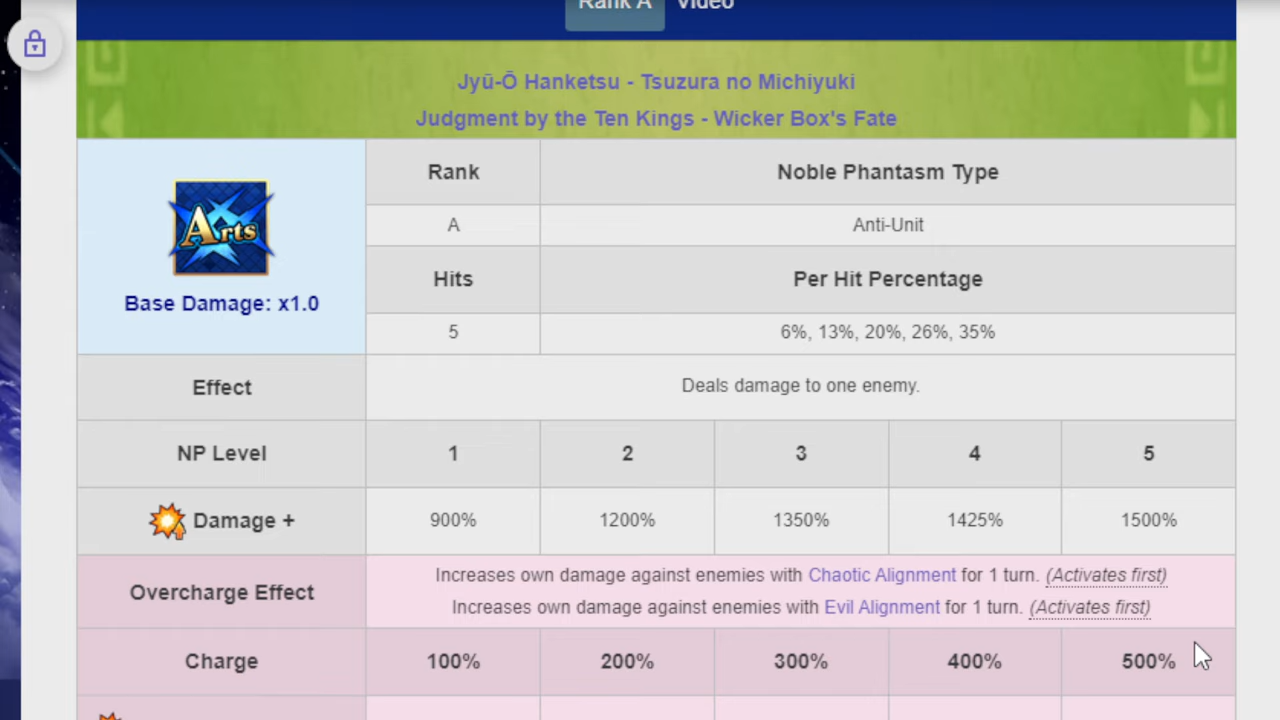 Rank A Video
Jyū-Ō Hanketsu - Tsuzura no Michiyuki
Judgment by the Ten Kings - Wicker Box's Fate
Arts
Base Damage: x1.0
Rank Noble Phantasm Type
A Anti-Unit
Hits Per Hit Percentage
5 6%, 13%, 20%, 26%, 35%
Effect Deals damage to one enemy.
NP Level 1 2 3 4 5
Damage + 900% 1200% 1350% 1425% 1500%
Overcharge Effect
Increases own damage against enemies with Chaotic Alignment for 1 turn. (Activates first)
Increases own damage against enemies with Evil Alignment for 1 turn. (Activates first)
Charge 100% 200% 300% 400% 500%